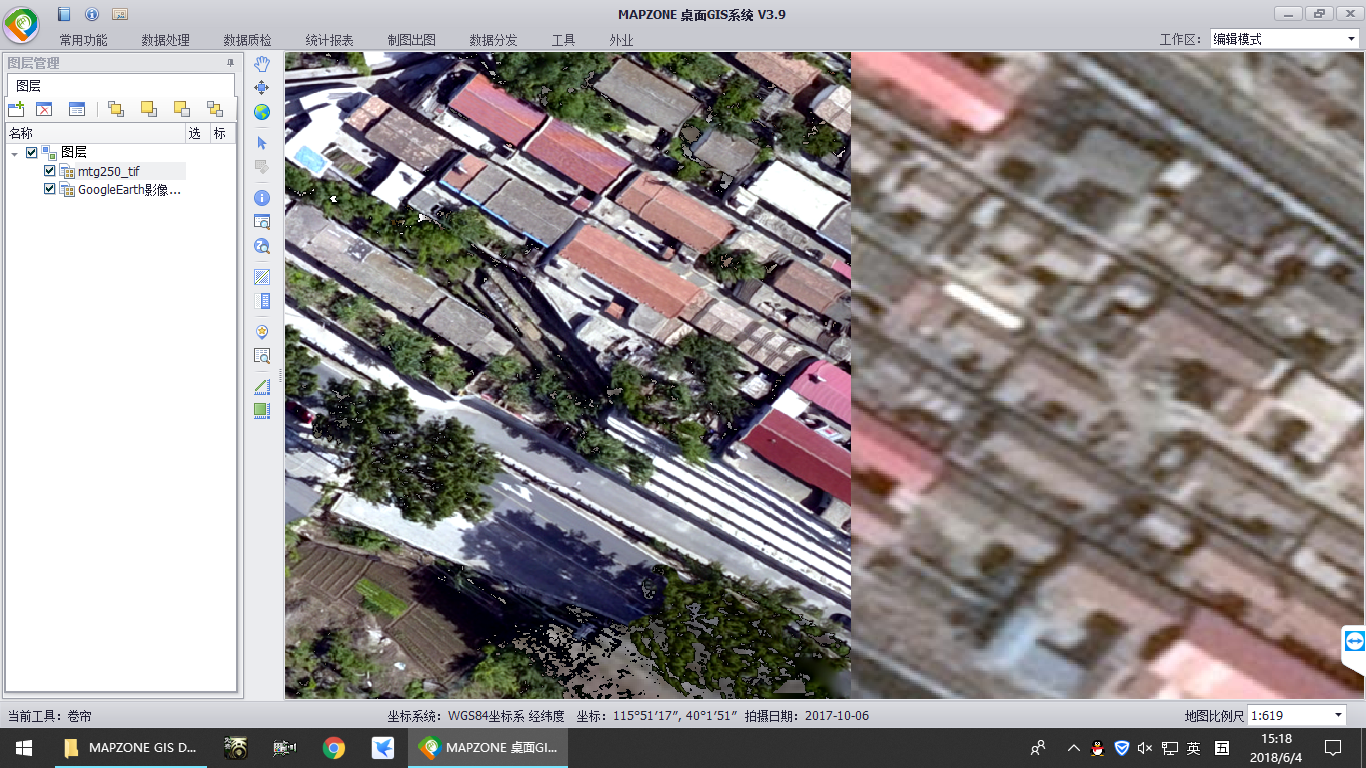 MAPZONE 桌面GIS系统 V3.9
常用功能 数据处理 数据质检 统计报表 制图出图 数据分发 工具 外业
工作区： 编辑模式
图层管理
图层
名称 选 标
图层
mtg250_tif
GoogleEarth影像...
当前工具：卷帘
坐标系统：WGS84坐标系 经纬度 坐标：115°51′17″, 40°1′51″ 拍摄日期：2017-10-06
地图比例尺 1:619
MAPZONE GIS D...
MAPZONE 桌面GI...
英
五
15:18
2018/6/4